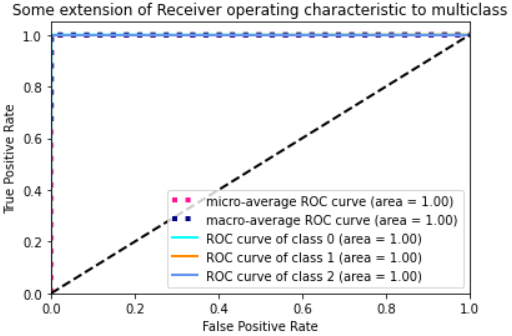 Some extension of Receiver operating characteristic to multiclass
1.0
0.8
0.6
0.4
0.2
0.0
True Positive Rate
micro-average ROC curve (area = 1.00)
macro-average ROC curve (area = 1.00)
ROC curve of class 0 (area = 1.00)
ROC curve of class 1 (area = 1.00)
ROC curve of class 2 (area = 1.00)
0.0 0.2 0.4 0.6 0.8 1.0
False Positive Rate